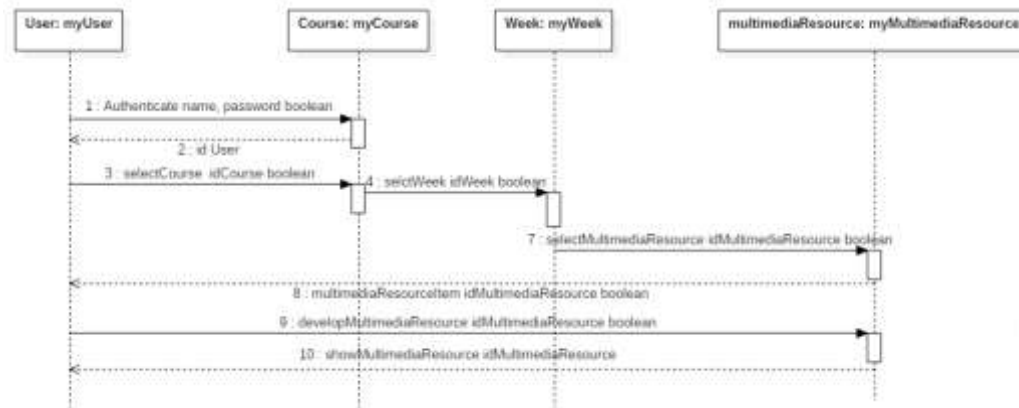 User: myUser
Course: myCourse
Week: myWeek
multimediaResource: myMultimediaResource
1 : Authenticate name, password boolean
2 : id User
3 : selectCourse idCourse boolean
4 : selctWeek idWeek boolean
7 : selectMultimediaResource idMultimediaResource boolean
8 : multimediaResourceItem idMultimediaResource boolean
9 : developMultimediaResource idMultimediaResource boolean
10 : showMultimediaResource idMultimediaResource